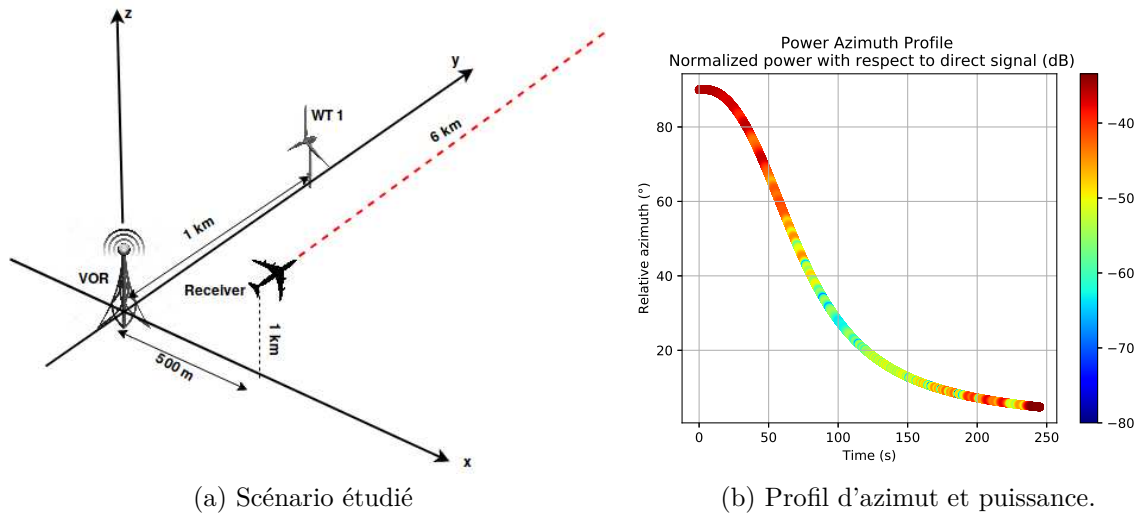 z
y
WT 1
6 km
1 km
VOR
Receiver
1 km
500 m
x
(a) Scénario étudié
Power Azimuth Profile
Normalized power with respect to direct signal (dB)
Relative azimuth (°)
80
60
40
20
0
50
100
150
200
250
Time (s)
−40
−50
−60
−70
−80
(b) Profil d'azimut et puissance.